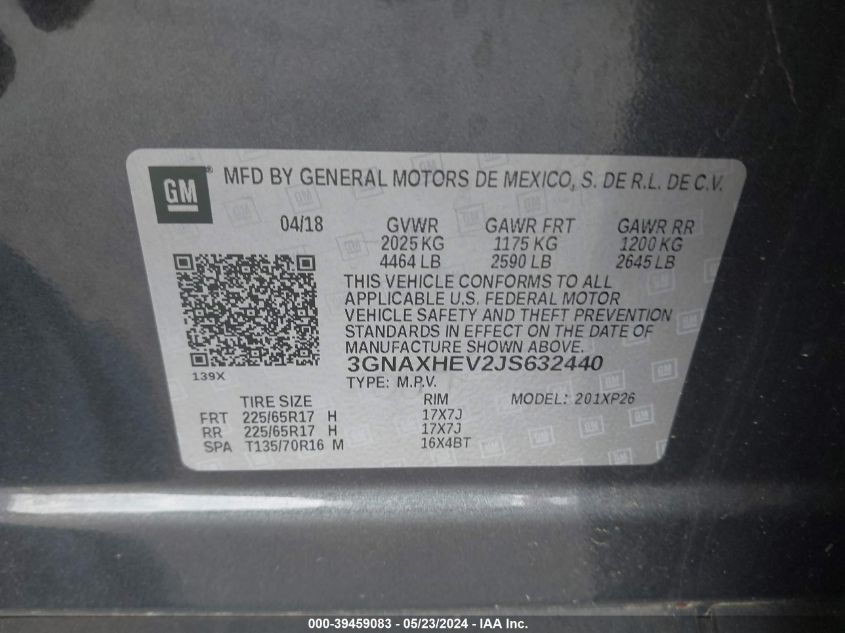 GM ® MFD BY GENERAL MOTORS DE MEXICO, S. DE R.L. DE C.V.
04/18 GVWR GAWR FRT GAWR RR
2025 KG 1175 KG 1200 KG
4464 LB 2590 LB 2645 LB
THIS VEHICLE CONFORMS TO ALL
APPLICABLE U.S. FEDERAL MOTOR
VEHICLE SAFETY AND THEFT PREVENTION
STANDARDS IN EFFECT ON THE DATE OF
MANUFACTURE SHOWN ABOVE.
139X 3GNAXHEV2JS632440
TYPE: M.P.V.
TIRE SIZE RIM MODEL: 201XP26
FRT 225/65R17 H 17X7J
RR 225/65R17 H 17X7J
SPA T135/70R16 M 16X4BT
000-39459083 - 05/23/2024 - IAA Inc.